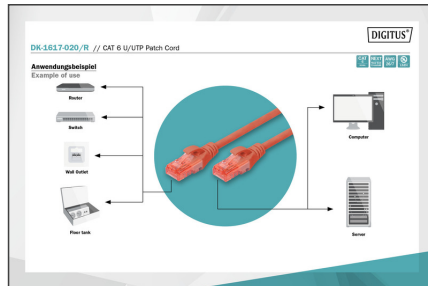 DIGITUS®
DK-1617-020/R // CAT 6 U/UTP Patch Cord
Anwendungsbeispiel
Example of use
Router
Switch
Wall Outlet
Floor tank
Computer
Server